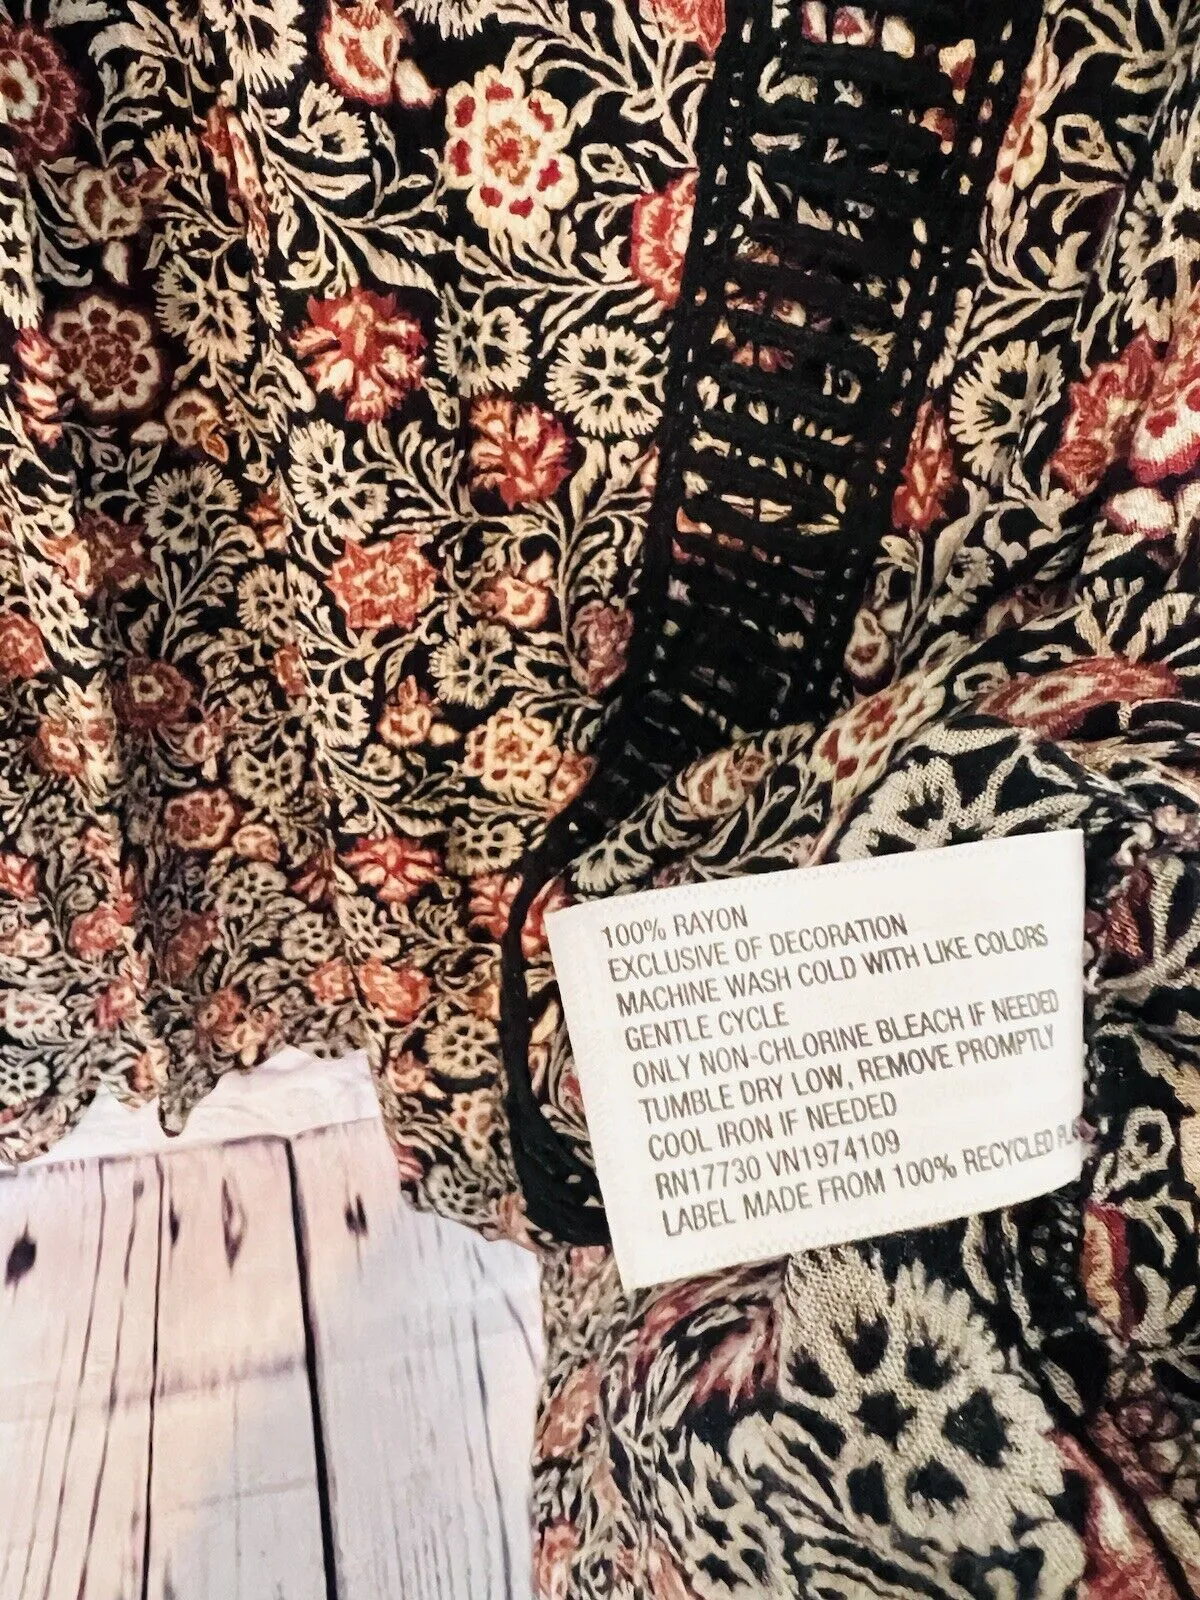 100% RAYON
EXCLUSIVE OF DECORATION
MACHINE WASH COLD WITH LIKE COLORS
GENTLE CYCLE
ONLY NON-CHLORINE BLEACH IF NEEDED
TUMBLE DRY LOW, REMOVE PROMPTLY
COOL IRON IF NEEDED
RN17730 VN1974109
LABEL MADE FROM 100% RECYCLED